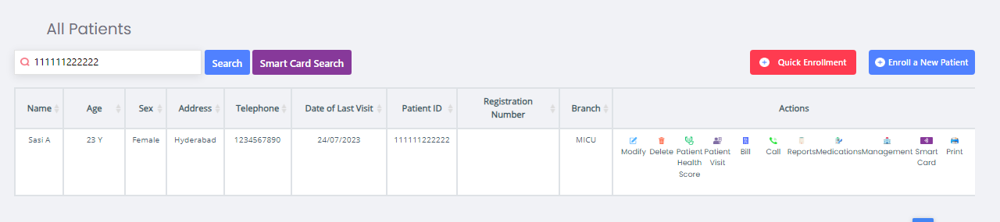 All Patients
111111222222
Search
Smart Card Search
Quick Enrollment
Enroll a New Patient
Name Age Sex Address Telephone Date of Last Visit Patient ID Registration Number Branch Actions
Sasi A 23 Y Female Hyderabad 1234567890 24/07/2023 111111222222 MICU
Modify Delete Patient Health Score Patient Visit Bill Call Reports Medications Management Smart Card Print